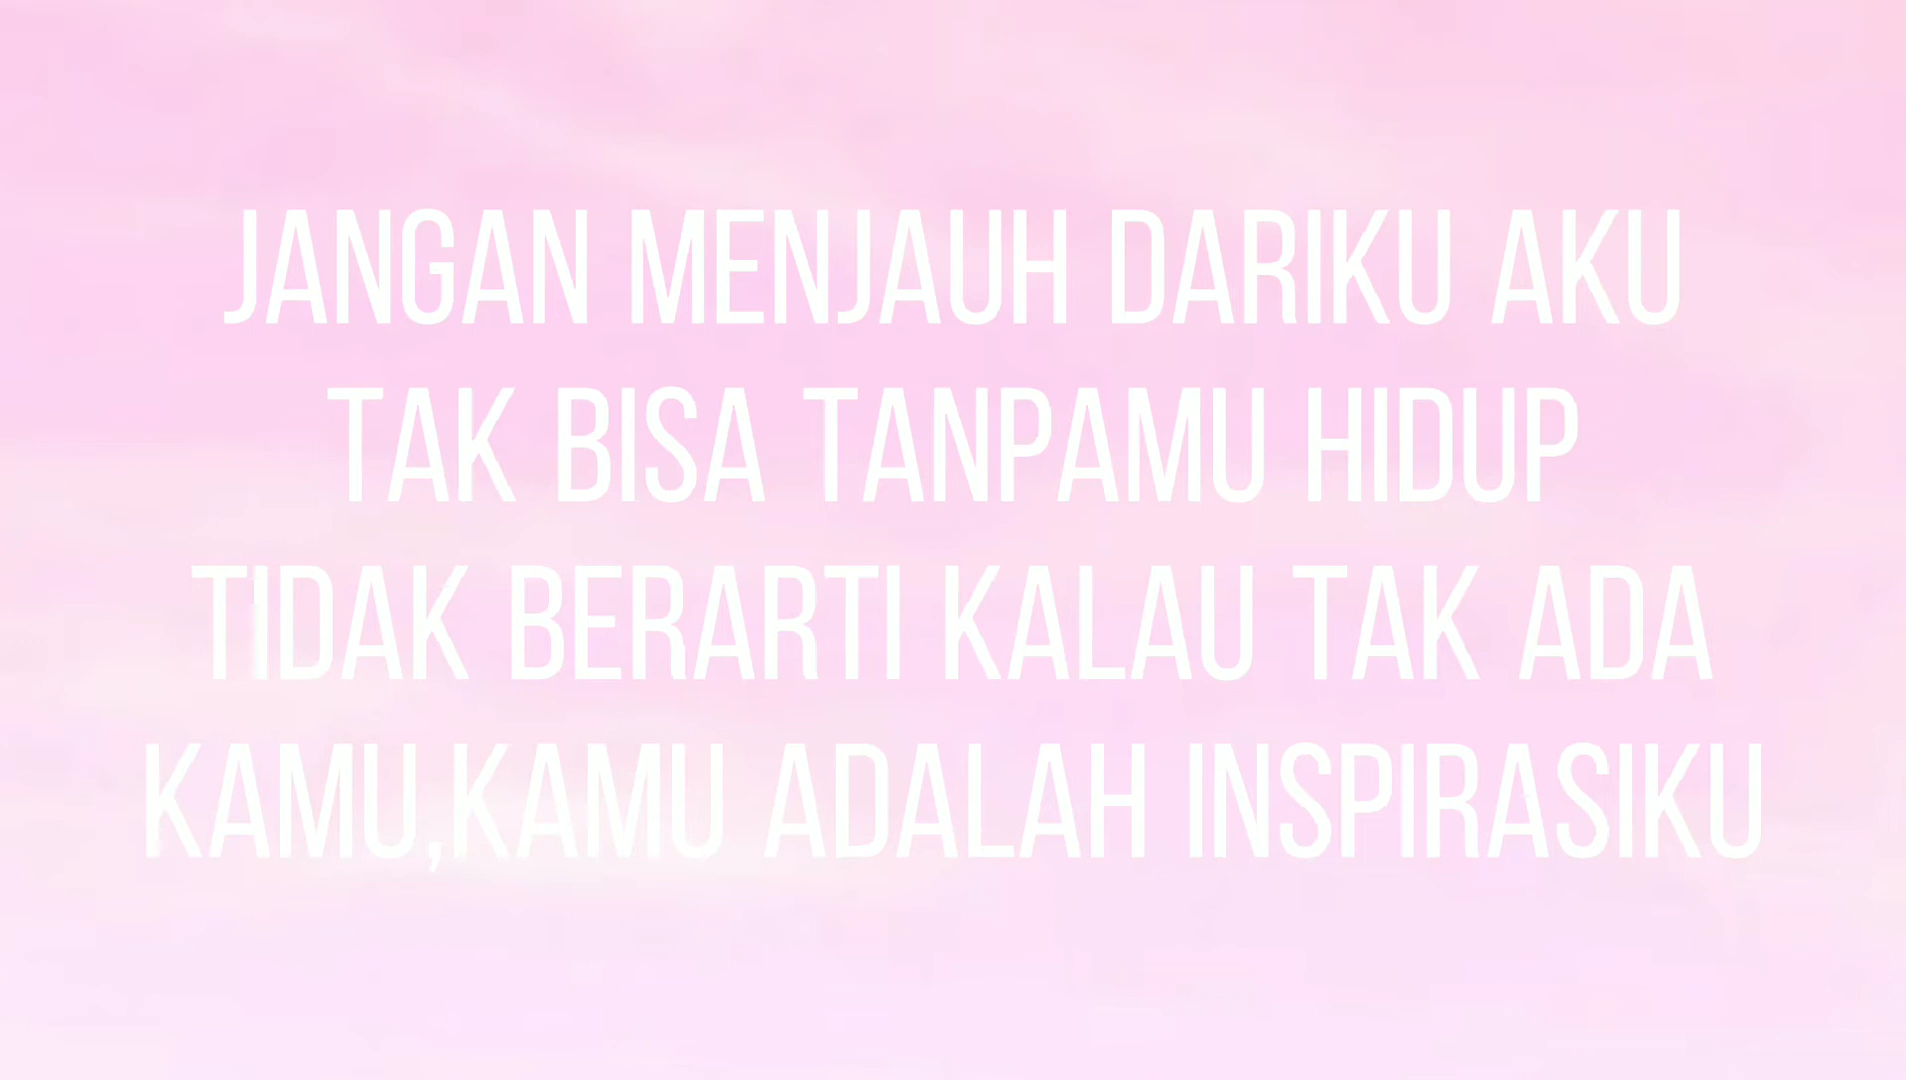 JANGAN MENJAUH DARIKU AKU
TAK BISA TANPAMU HIDUP
TIDAK BERARTI KALAU TAK ADA
KAMU,KAMU ADALAH INSPIRASIKU